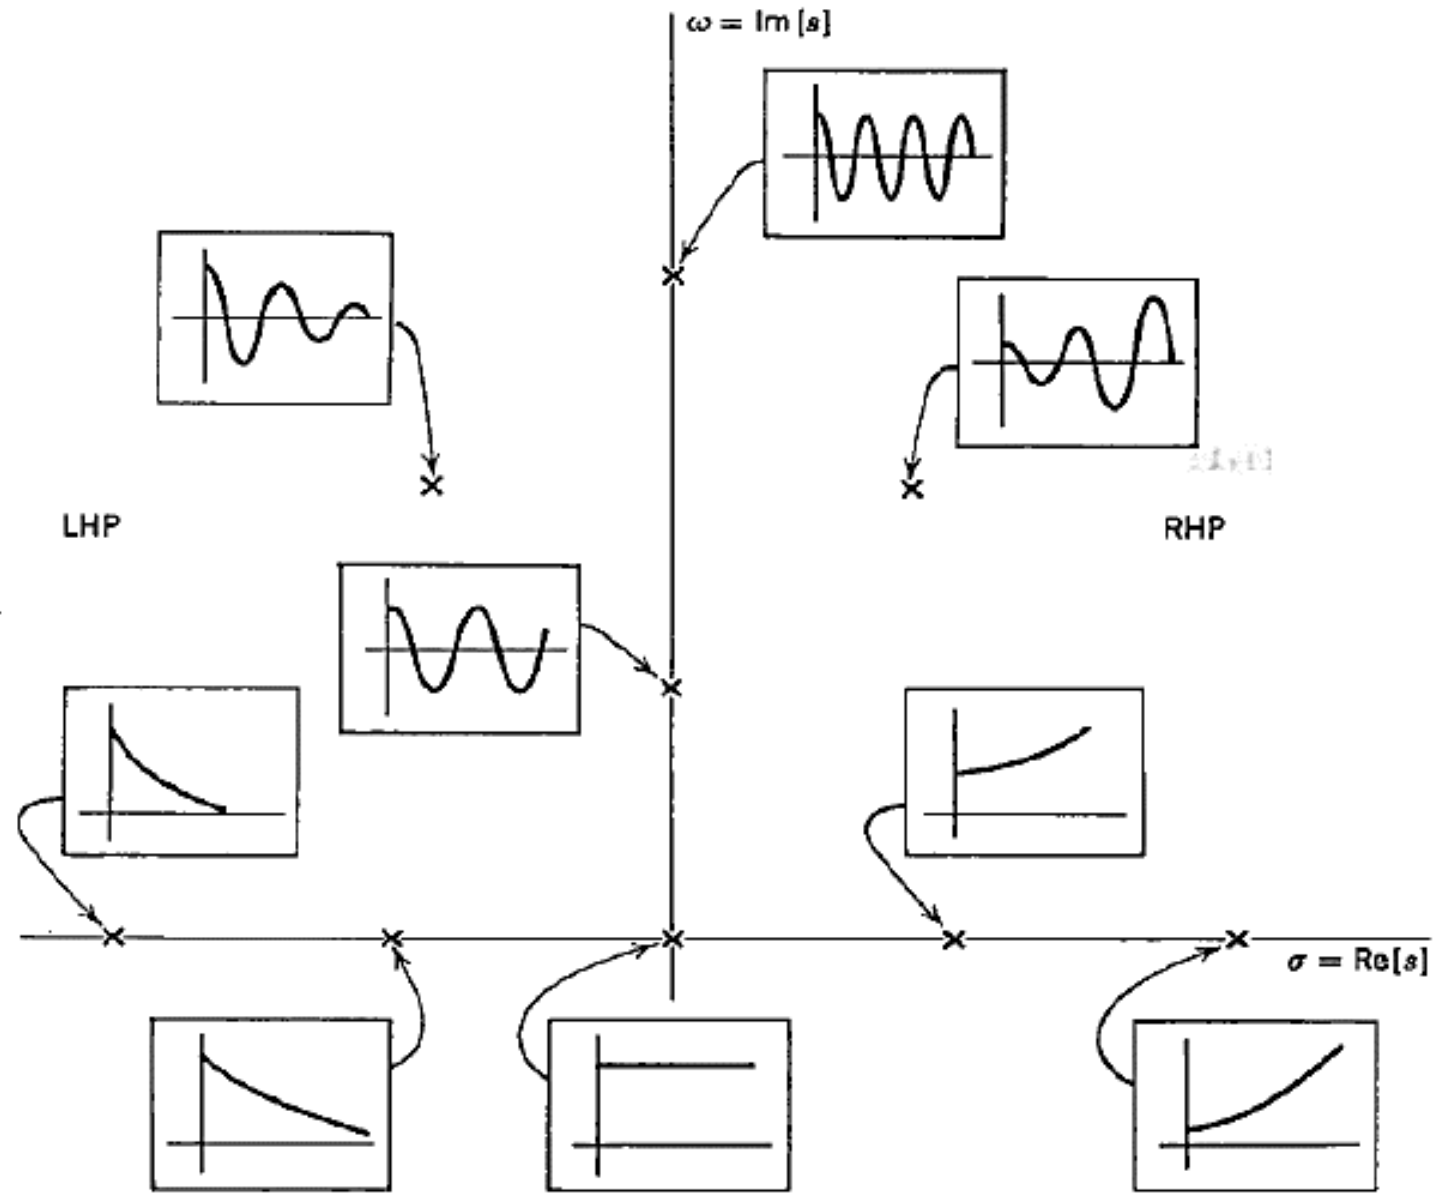 ω = Im [s]
LHP
RHP
σ = Re[s]